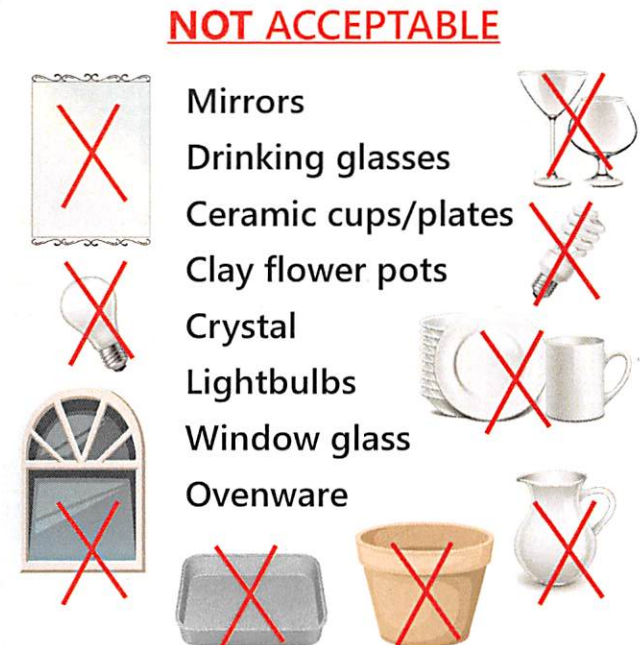 NOT ACCEPTABLE
Mirrors
Drinking glasses
Ceramic cups/plates
Clay flower pots
Crystal
Lightbulbs
Window glass
Ovenware